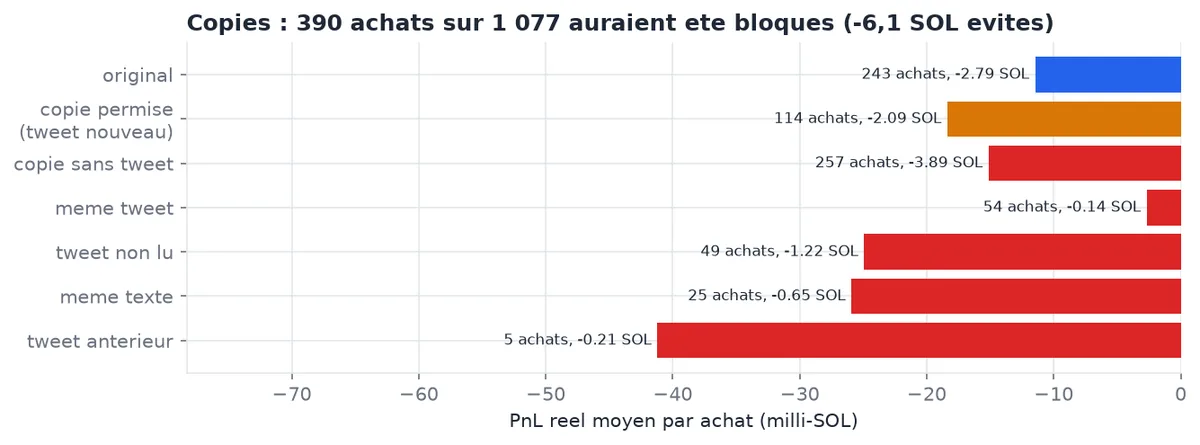 Copies : 390 achats sur 1 077 auraient ete bloques (-6,1 SOL evites)
original
243 achats, -2.79 SOL
copie permise
(tweet nouveau)
114 achats, -2.09 SOL
copie sans tweet
257 achats, -3.89 SOL
meme tweet
54 achats, -0.14 SOL
tweet non lu
49 achats, -1.22 SOL
meme texte
25 achats, -0.65 SOL
tweet anterieur
5 achats, -0.21 SOL
−70 −60 −50 −40 −30 −20 −10 0
PnL reel moyen par achat (milli-SOL)